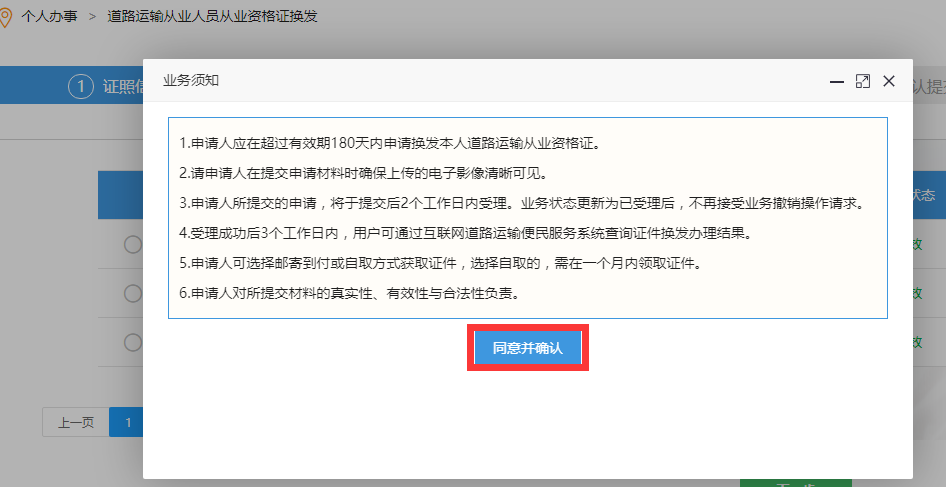 个人办事 > 道路运输从业人员从业资格证换发
1 证照信
认提交
业务须知
1.申请人应在超过有效期180天内申请换发本人道路运输从业资格证。
2.请申请人在提交申请材料时确保上传的电子影像清晰可见。
3.申请人所提交的申请，将于提交后2个工作日内受理。业务状态更新为已受理后，不再接受业务撤销操作请求。
4.受理成功后3个工作日内，用户可通过互联网道路运输便民服务系统查询证件换发办理结果。
5.申请人可选择邮寄到付或自取方式获取证件，选择自取的，需在一个月内领取证件。
6.申请人对所提交材料的真实性、有效性与合法性负责。
同意并确认
状态
效
效
效
上一页 1
下一步